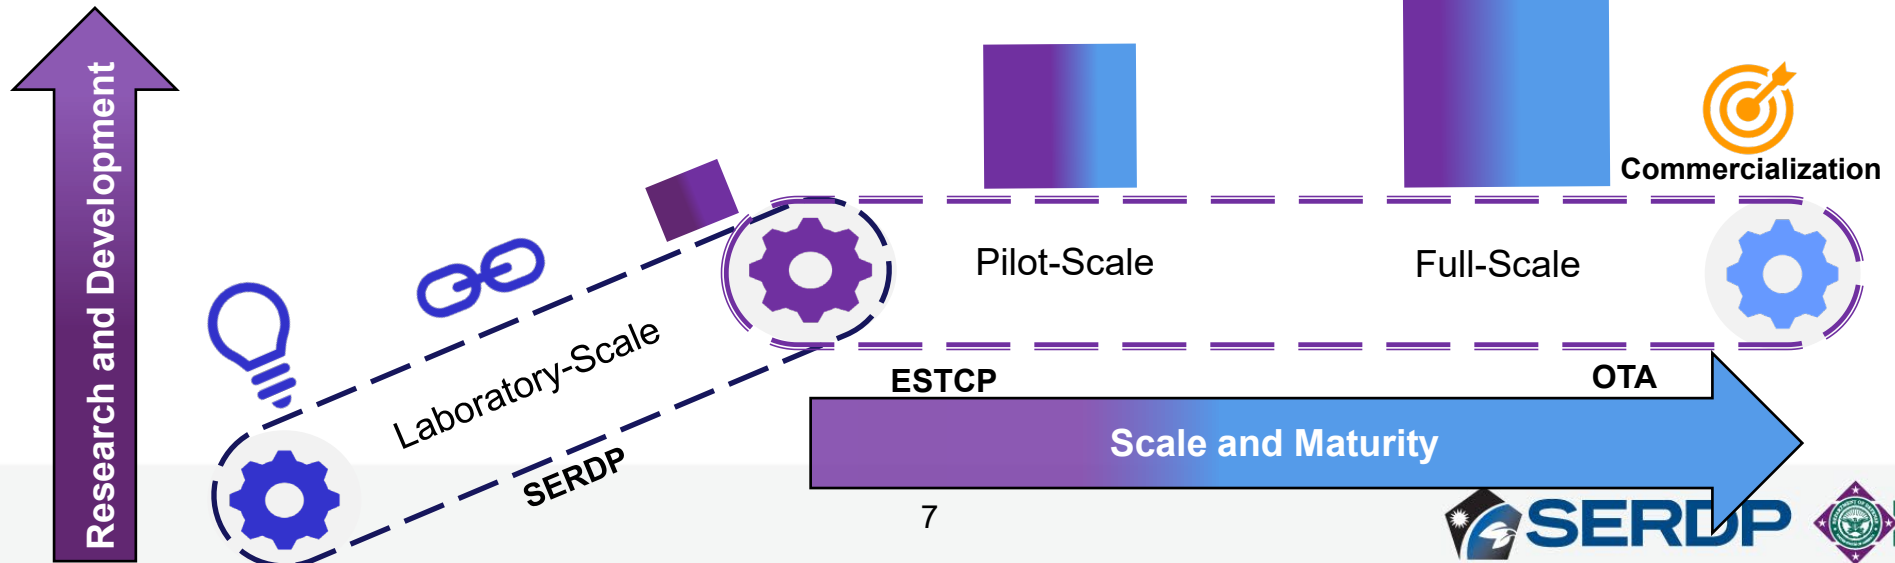 Research and Development
Laboratory-Scale
SERDP
Pilot-Scale
Full-Scale
Commercialization
ESTCP
OTA
Scale and Maturity
7
SERDP